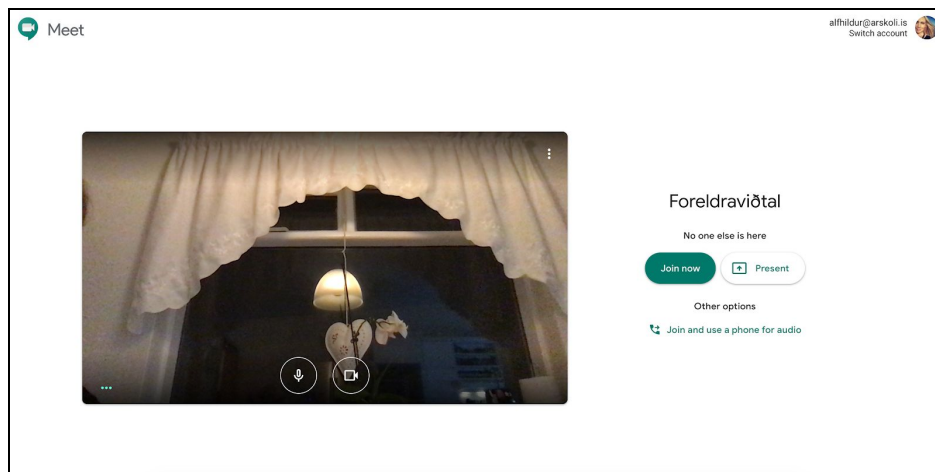 Meet
alfhildur@arskoli.is
Switch account
Foreldraviðtal
No one else is here
Join now
Present
Other options
Join and use a phone for audio